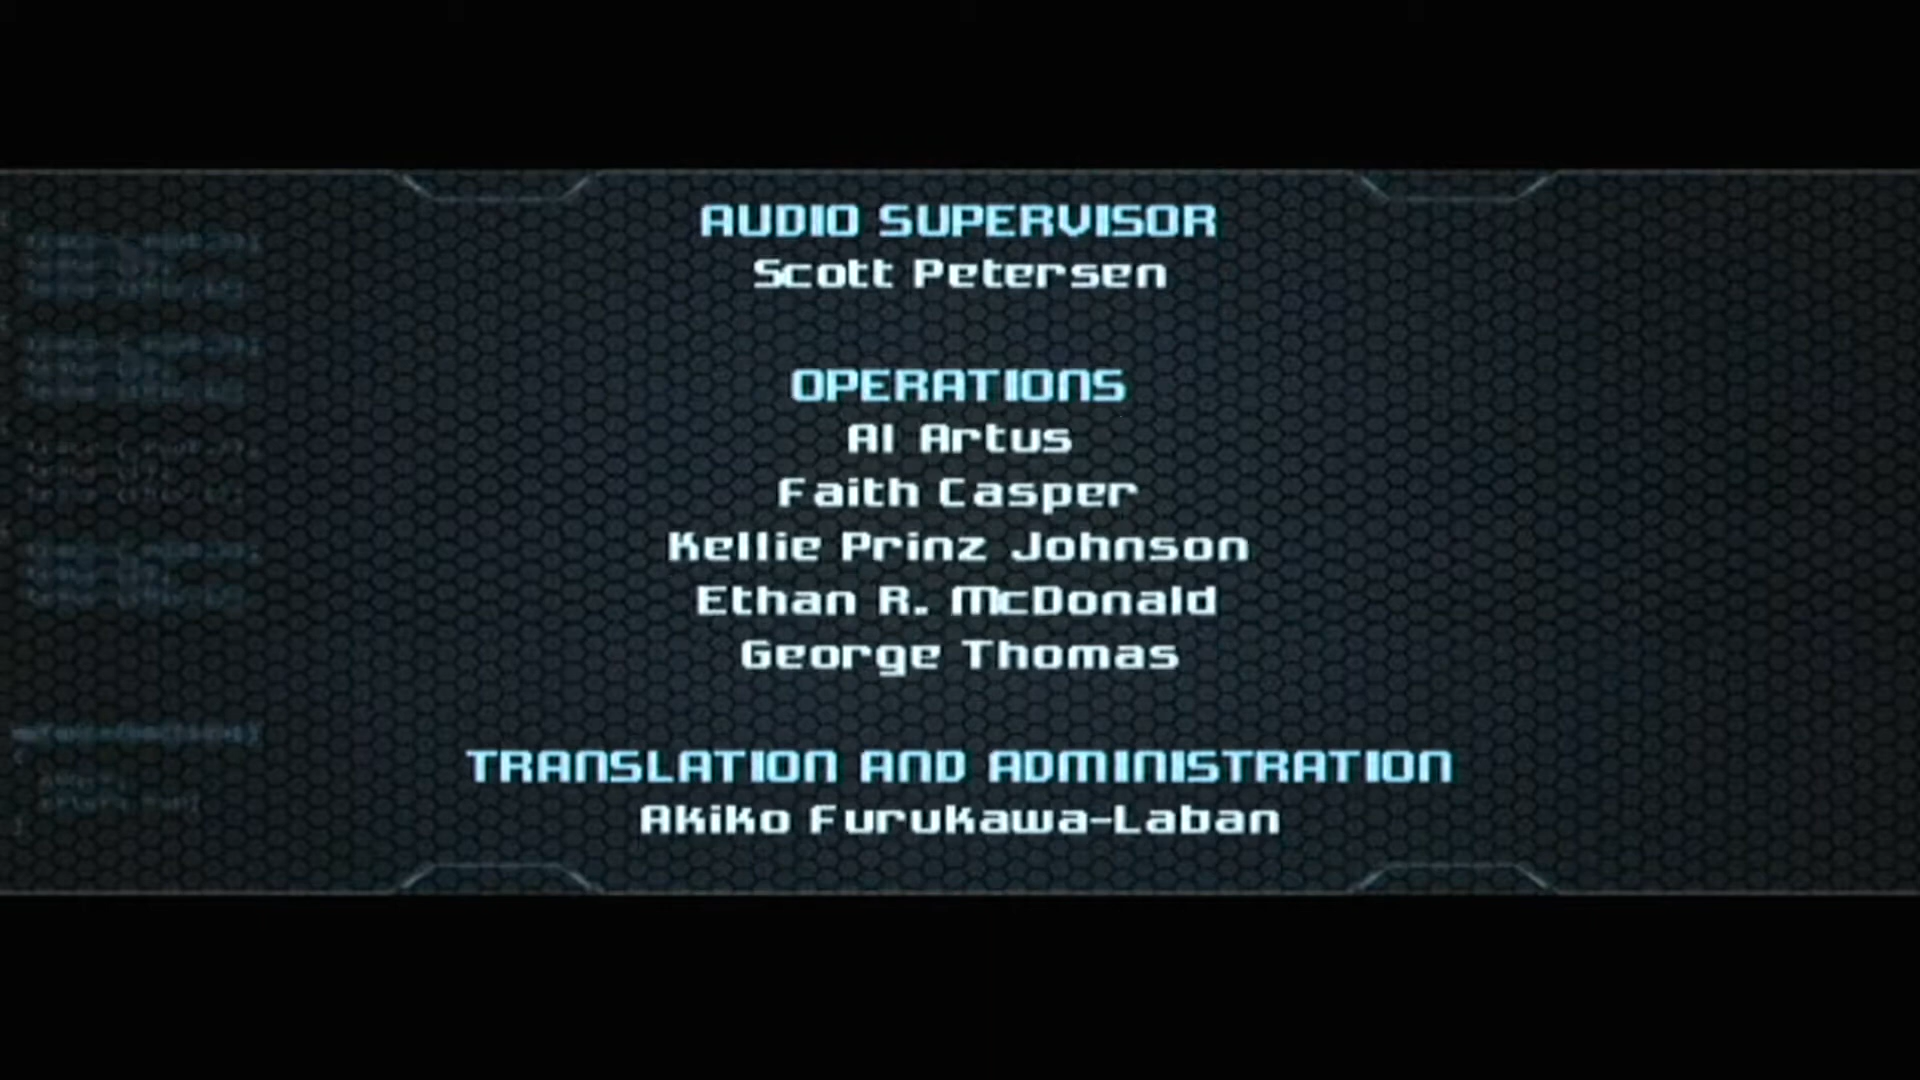 AUDIO SUPERVISOR
Scott Petersen
OPERATIONS
Al Artus
Faith Casper
Kellie Prinz Johnson
Ethan R. McDonald
George Thomas
TRANSLATION AND ADMINISTRATION
Akiko Furukawa-Laban